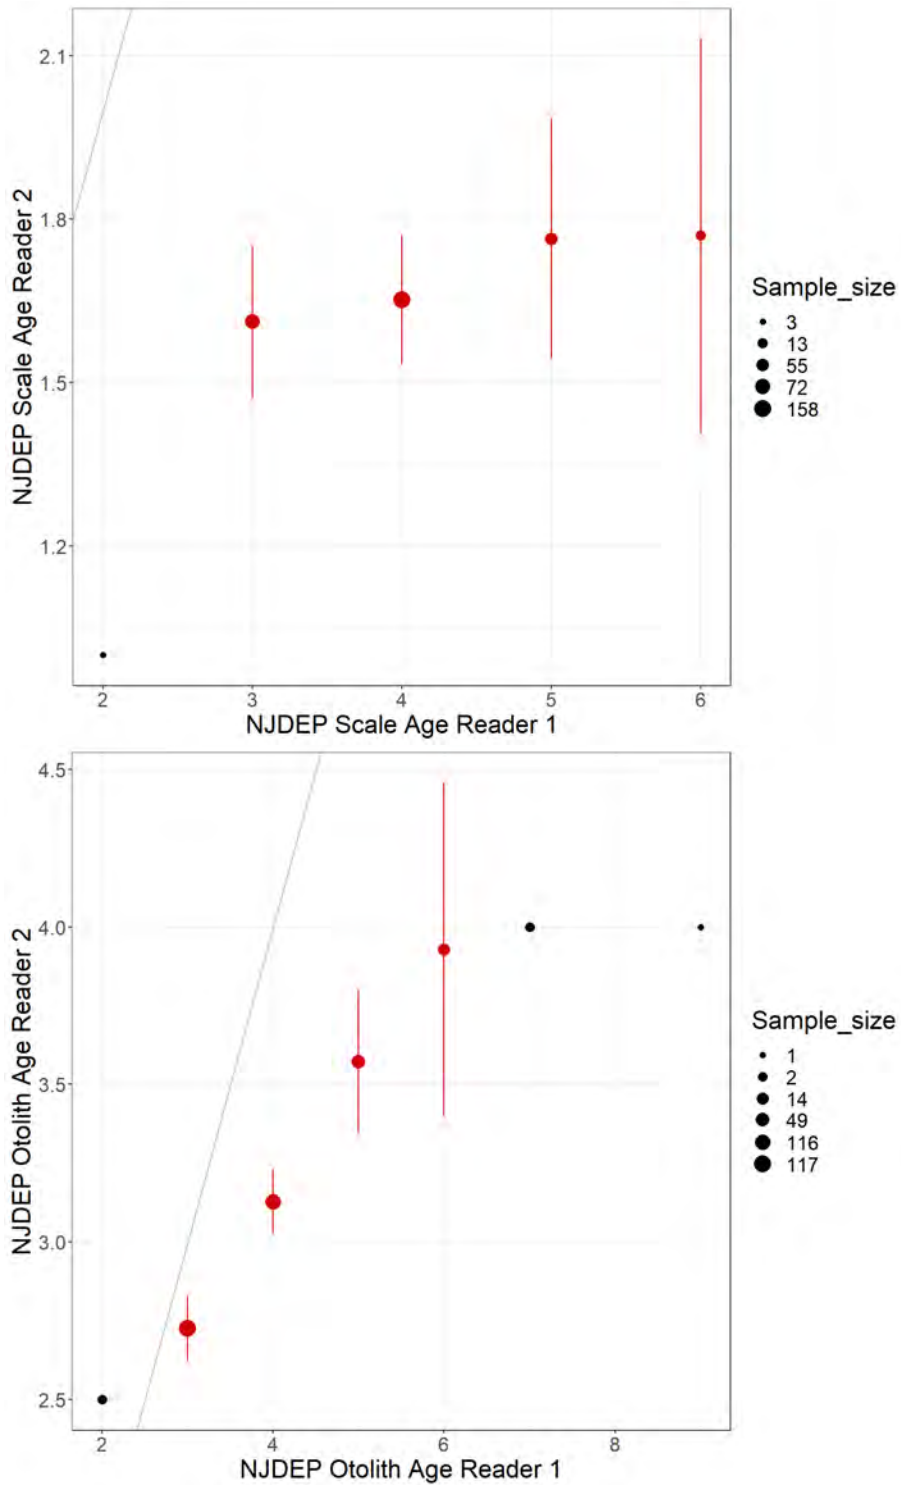 2.1
1.8
1.5
1.2
NJDEP Scale Age Reader 2
2 3 4 5 6
NJDEP Scale Age Reader 1
Sample_size
3
13
55
72
158
4.5
4.0
3.5
3.0
2.5
NJDEP Otolith Age Reader 2
2 4 6 8
NJDEP Otolith Age Reader 1
Sample_size
1
2
14
49
116
117